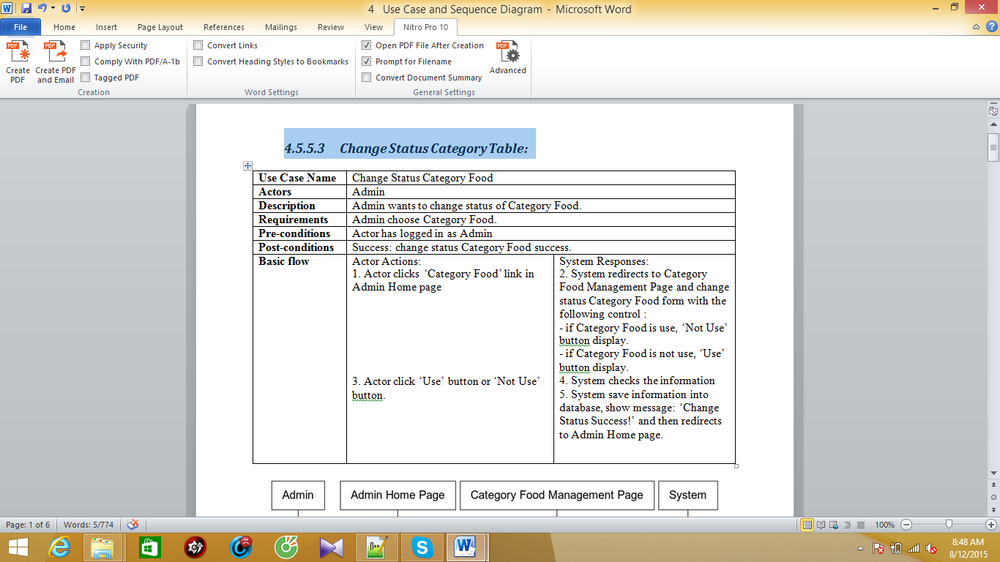 4   Use Case and Sequence Diagram  -  Microsoft Word
File Home Insert Page Layout References Mailings Review View Nitro Pro 10
Create PDF
Create PDF and Email
Apply Security
Comply With PDF/A-1b
Tagged PDF
Creation
Convert Links
Convert Heading Styles to Bookmarks
Word Settings
Open PDF File After Creation
Prompt for Filename
Convert Document Summary
Advanced
General Settings
4.5.5.3 Change Status Category Table:
Use Case Name Change Status Category Food
Actors Admin
Description Admin wants to change status of Category Food.
Requirements Admin choose Category Food.
Pre-conditions Actor has logged in as Admin
Post-conditions Success: change status Category Food success.
Basic flow
Actor Actions:
1. Actor clicks ‘Category Food’ link in
Admin Home page
3. Actor click ‘Use’ button or ‘Not Use’
button.
System Responses:
2. System redirects to Category
Food Management Page and change
status Category Food form with the
following control :
- if Category Food is use, ‘Not Use’
button display.
- if Category Food is not use, ‘Use’
button display.
4. System checks the information
5. System save information into
database, show message: ‘Change
Status Success!’ and then redirects
to Admin Home page.
Admin Admin Home Page Category Food Management Page System
Page: 1 of 6 Words: 5/774 100%
8:48 AM
8/12/2015